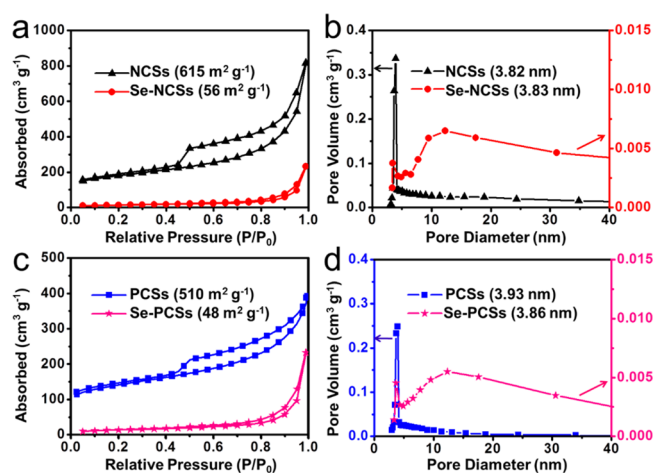 a
1000
800
600
400
200
0
0.0 0.2 0.4 0.6 0.8 1.0
Absorbed (cm³ g⁻¹)
Relative Pressure (P/P₀)
NCSs (615 m² g⁻¹)
Se-NCSs (56 m² g⁻¹)
b
0.4
0.3
0.2
0.1
0.0
0 10 20 30 40
0.015
0.010
0.005
0.000
Pore Volume (cm³ g⁻¹)
Pore Diameter (nm)
NCSs (3.82 nm)
Se-NCSs (3.83 nm)
c
500
400
300
200
100
0
0.0 0.2 0.4 0.6 0.8 1.0
Absorbed (cm³ g⁻¹)
Relative Pressure (P/P₀)
PCSs (510 m² g⁻¹)
Se-PCSs (48 m² g⁻¹)
d
0.4
0.3
0.2
0.1
0.0
0 10 20 30 40
0.015
0.010
0.005
0.000
Pore Volume (cm³ g⁻¹)
Pore Diameter (nm)
PCSs (3.93 nm)
Se-PCSs (3.86 nm)